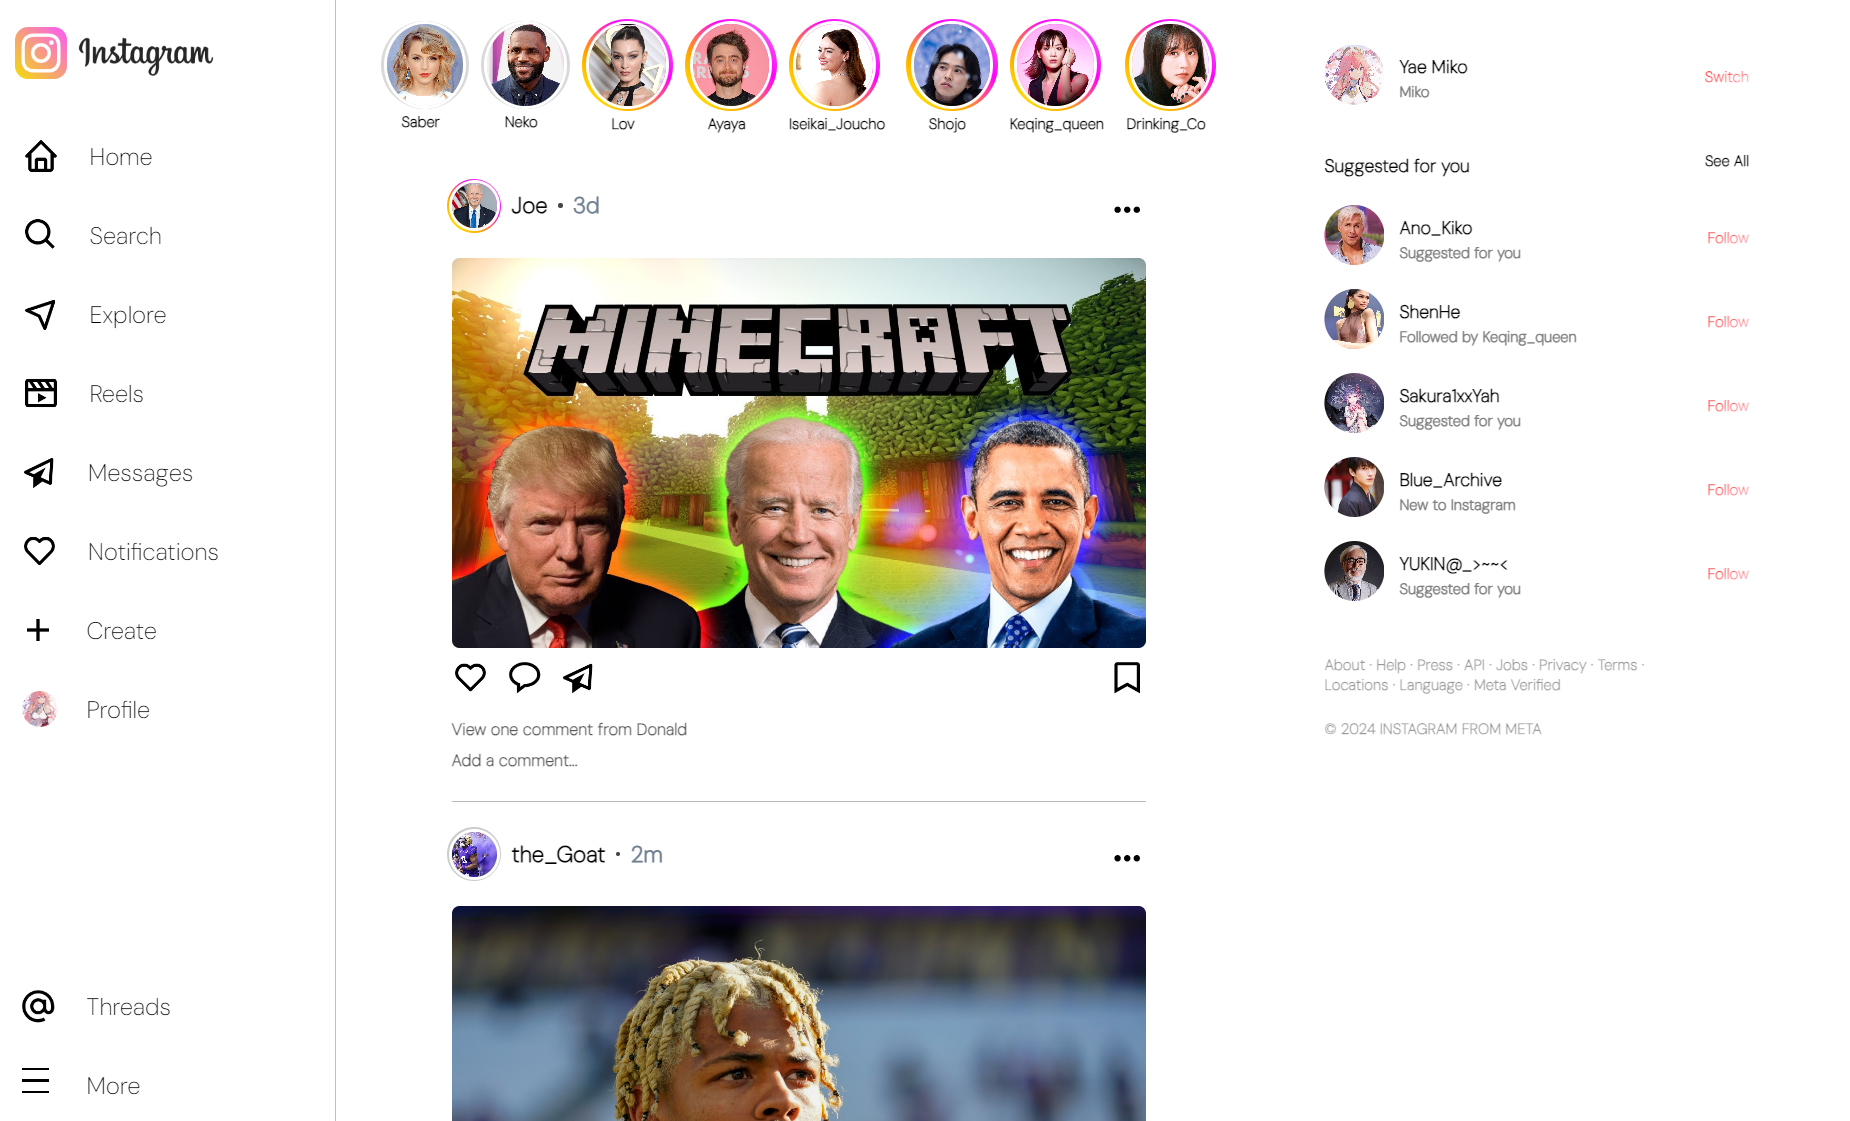 Instagram
Home
Search
Explore
Reels
Messages
Notifications
Create
Profile
Threads
More
Saber
Neko
Lov
Ayaya
Iseikai_Joucho
Shojo
Keqing_queen
Drinking_Co
Joe • 3d
MINECRAFT
View one comment from Donald
Add a comment...
the_Goat • 2m
Yae Miko
Miko
Switch
Suggested for you
See All
Ano_Kiko
Suggested for you
Follow
ShenHe
Followed by Keqing_queen
Follow
Sakura1xxYah
Suggested for you
Follow
Blue_Archive
New to Instagram
Follow
YUKIN@_>~~<
Suggested for you
Follow
About · Help · Press · API · Jobs · Privacy · Terms ·
Locations · Language · Meta Verified
© 2024 INSTAGRAM FROM META